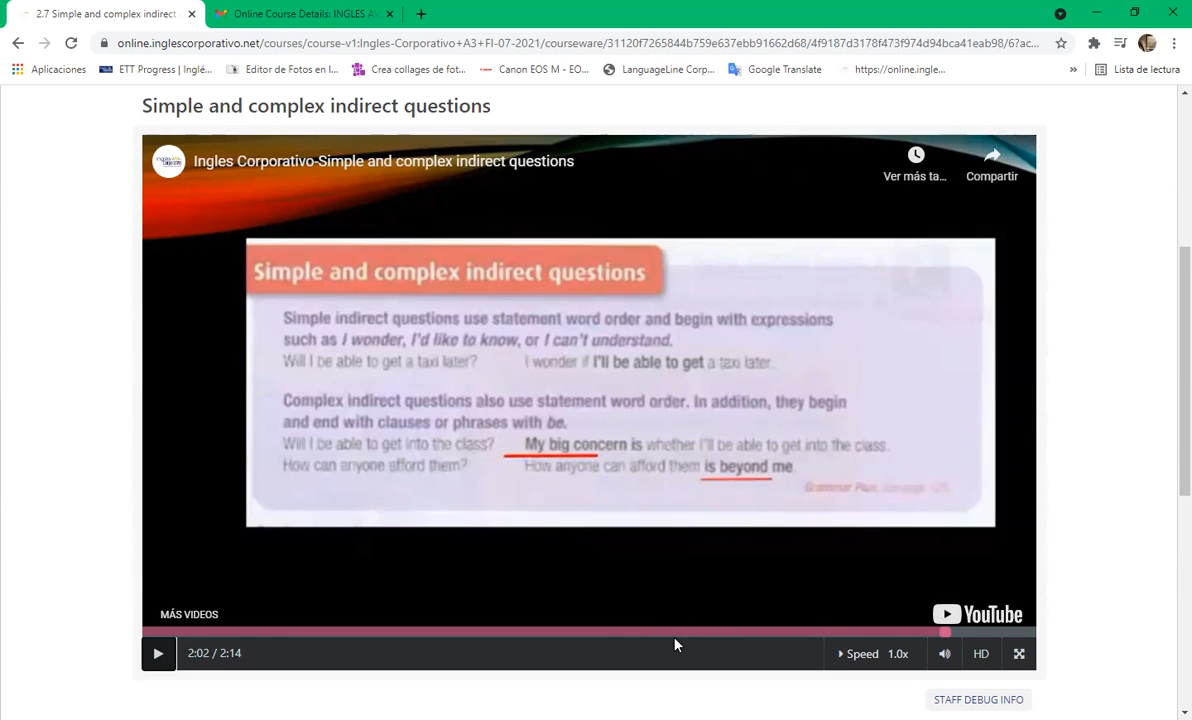 2.7 Simple and complex indirect
Online Course Details: INGLES A
online.inglescorporativo.net/courses/course-v1:Ingles-Corporativo+A3+FI-07-2021/courseware/31120f7265844b759e637ebb91662d68/4f9187d3178f473f974d94bca41eab98/6?ac...
Aplicaciones ETT Progress | Inglé... Editor de Fotos en l... Crea collages de fot... Canon EOS M - EO... LanguageLine Corp... Google Translate https://online.ingle... » Lista de lectura
Simple and complex indirect questions
Ingles Corporativo-Simple and complex indirect questions
Ver más ta... Compartir
Simple and complex indirect questions
Simple indirect questions use statement word order and begin with expressions
such as I wonder, I'd like to know, or I can't understand.
Will I be able to get a taxi later? I wonder if I'll be able to get a taxi later.
Complex indirect questions also use statement word order. In addition, they begin
and end with clauses or phrases with be.
Will I be able to get into the class? My big concern is whether I'll be able to get into the class.
How can anyone afford them? How anyone can afford them is beyond me.
Grammar Plus,
MÁS VIDEOS
YouTube
2:02 / 2:14 Speed 1.0x HD
STAFF DEBUG INFO